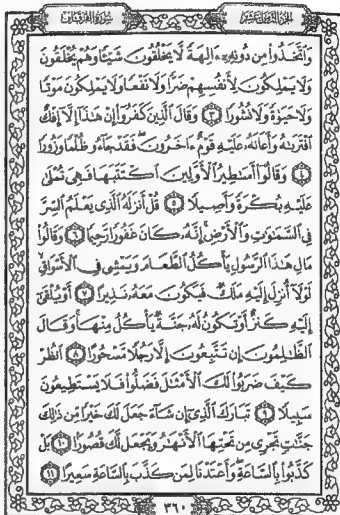 سورة الفرقان
الجزء الثامن عشر
وَاتَّخَذُوا مِن دُونِهِ ءَالِهَةً لَّا يَخْلُقُونَ شَيْئًا وَهُمْ يُخْلَقُونَ
وَلَا يَمْلِكُونَ لِأَنفُسِهِمْ ضَرًّا وَلَا نَفْعًا وَلَا يَمْلِكُونَ مَوْتًا
وَلَا حَيَوٰةً وَلَا نُشُورًا ٣ وَقَالَ الَّذِينَ كَفَرُوا إِنْ هَٰذَا إِلَّا إِفْكٌ
افْتَرَىٰهُ وَأَعَانَهُ عَلَيْهِ قَوْمٌ ءَاخَرُونَ فَقَدْ جَاءُو ظُلْمًا وَزُورًا
٤ وَقَالُوا أَسَٰطِيرُ الْأَوَّلِينَ اكْتَتَبَهَا فَهِيَ تُمْلَىٰ
عَلَيْهِ بُكْرَةً وَأَصِيلًا ٥ قُلْ أَنزَلَهُ الَّذِي يَعْلَمُ السِّرَّ
فِي السَّمَٰوَٰتِ وَالْأَرْضِ إِنَّهُ كَانَ غَفُورًا رَّحِيمًا ٦ وَقَالُوا
مَالِ هَٰذَا الرَّسُولِ يَأْكُلُ الطَّعَامَ وَيَمْشِي فِي الْأَسْوَاقِ
لَوْلَا أُنزِلَ إِلَيْهِ مَلَكٌ فَيَكُونَ مَعَهُ نَذِيرًا ٧ أَوْ يُلْقَىٰ
إِلَيْهِ كَنزٌ أَوْ تَكُونُ لَهُ جَنَّةٌ يَأْكُلُ مِنْهَا وَقَالَ
الظَّٰلِمُونَ إِن تَتَّبِعُونَ إِلَّا رَجُلًا مَّسْحُورًا ٨ انظُرْ
كَيْفَ ضَرَبُوا لَكَ الْأَمْثَٰلَ فَضَلُّوا فَلَا يَسْتَطِيعُونَ
سَبِيلًا ٩ تَبَارَكَ الَّذِي إِن شَاءَ جَعَلَ لَكَ خَيْرًا مِّن ذَٰلِكَ
جَنَّٰتٍ تَجْرِي مِن تَحْتِهَا الْأَنْهَٰرُ وَيَجْعَل لَّكَ قُصُورًا ١٠ بَلْ
كَذَّبُوا بِالسَّاعَةِ وَأَعْتَدْنَا لِمَن كَذَّبَ بِالسَّاعَةِ سَعِيرًا ١١
٣٦٠